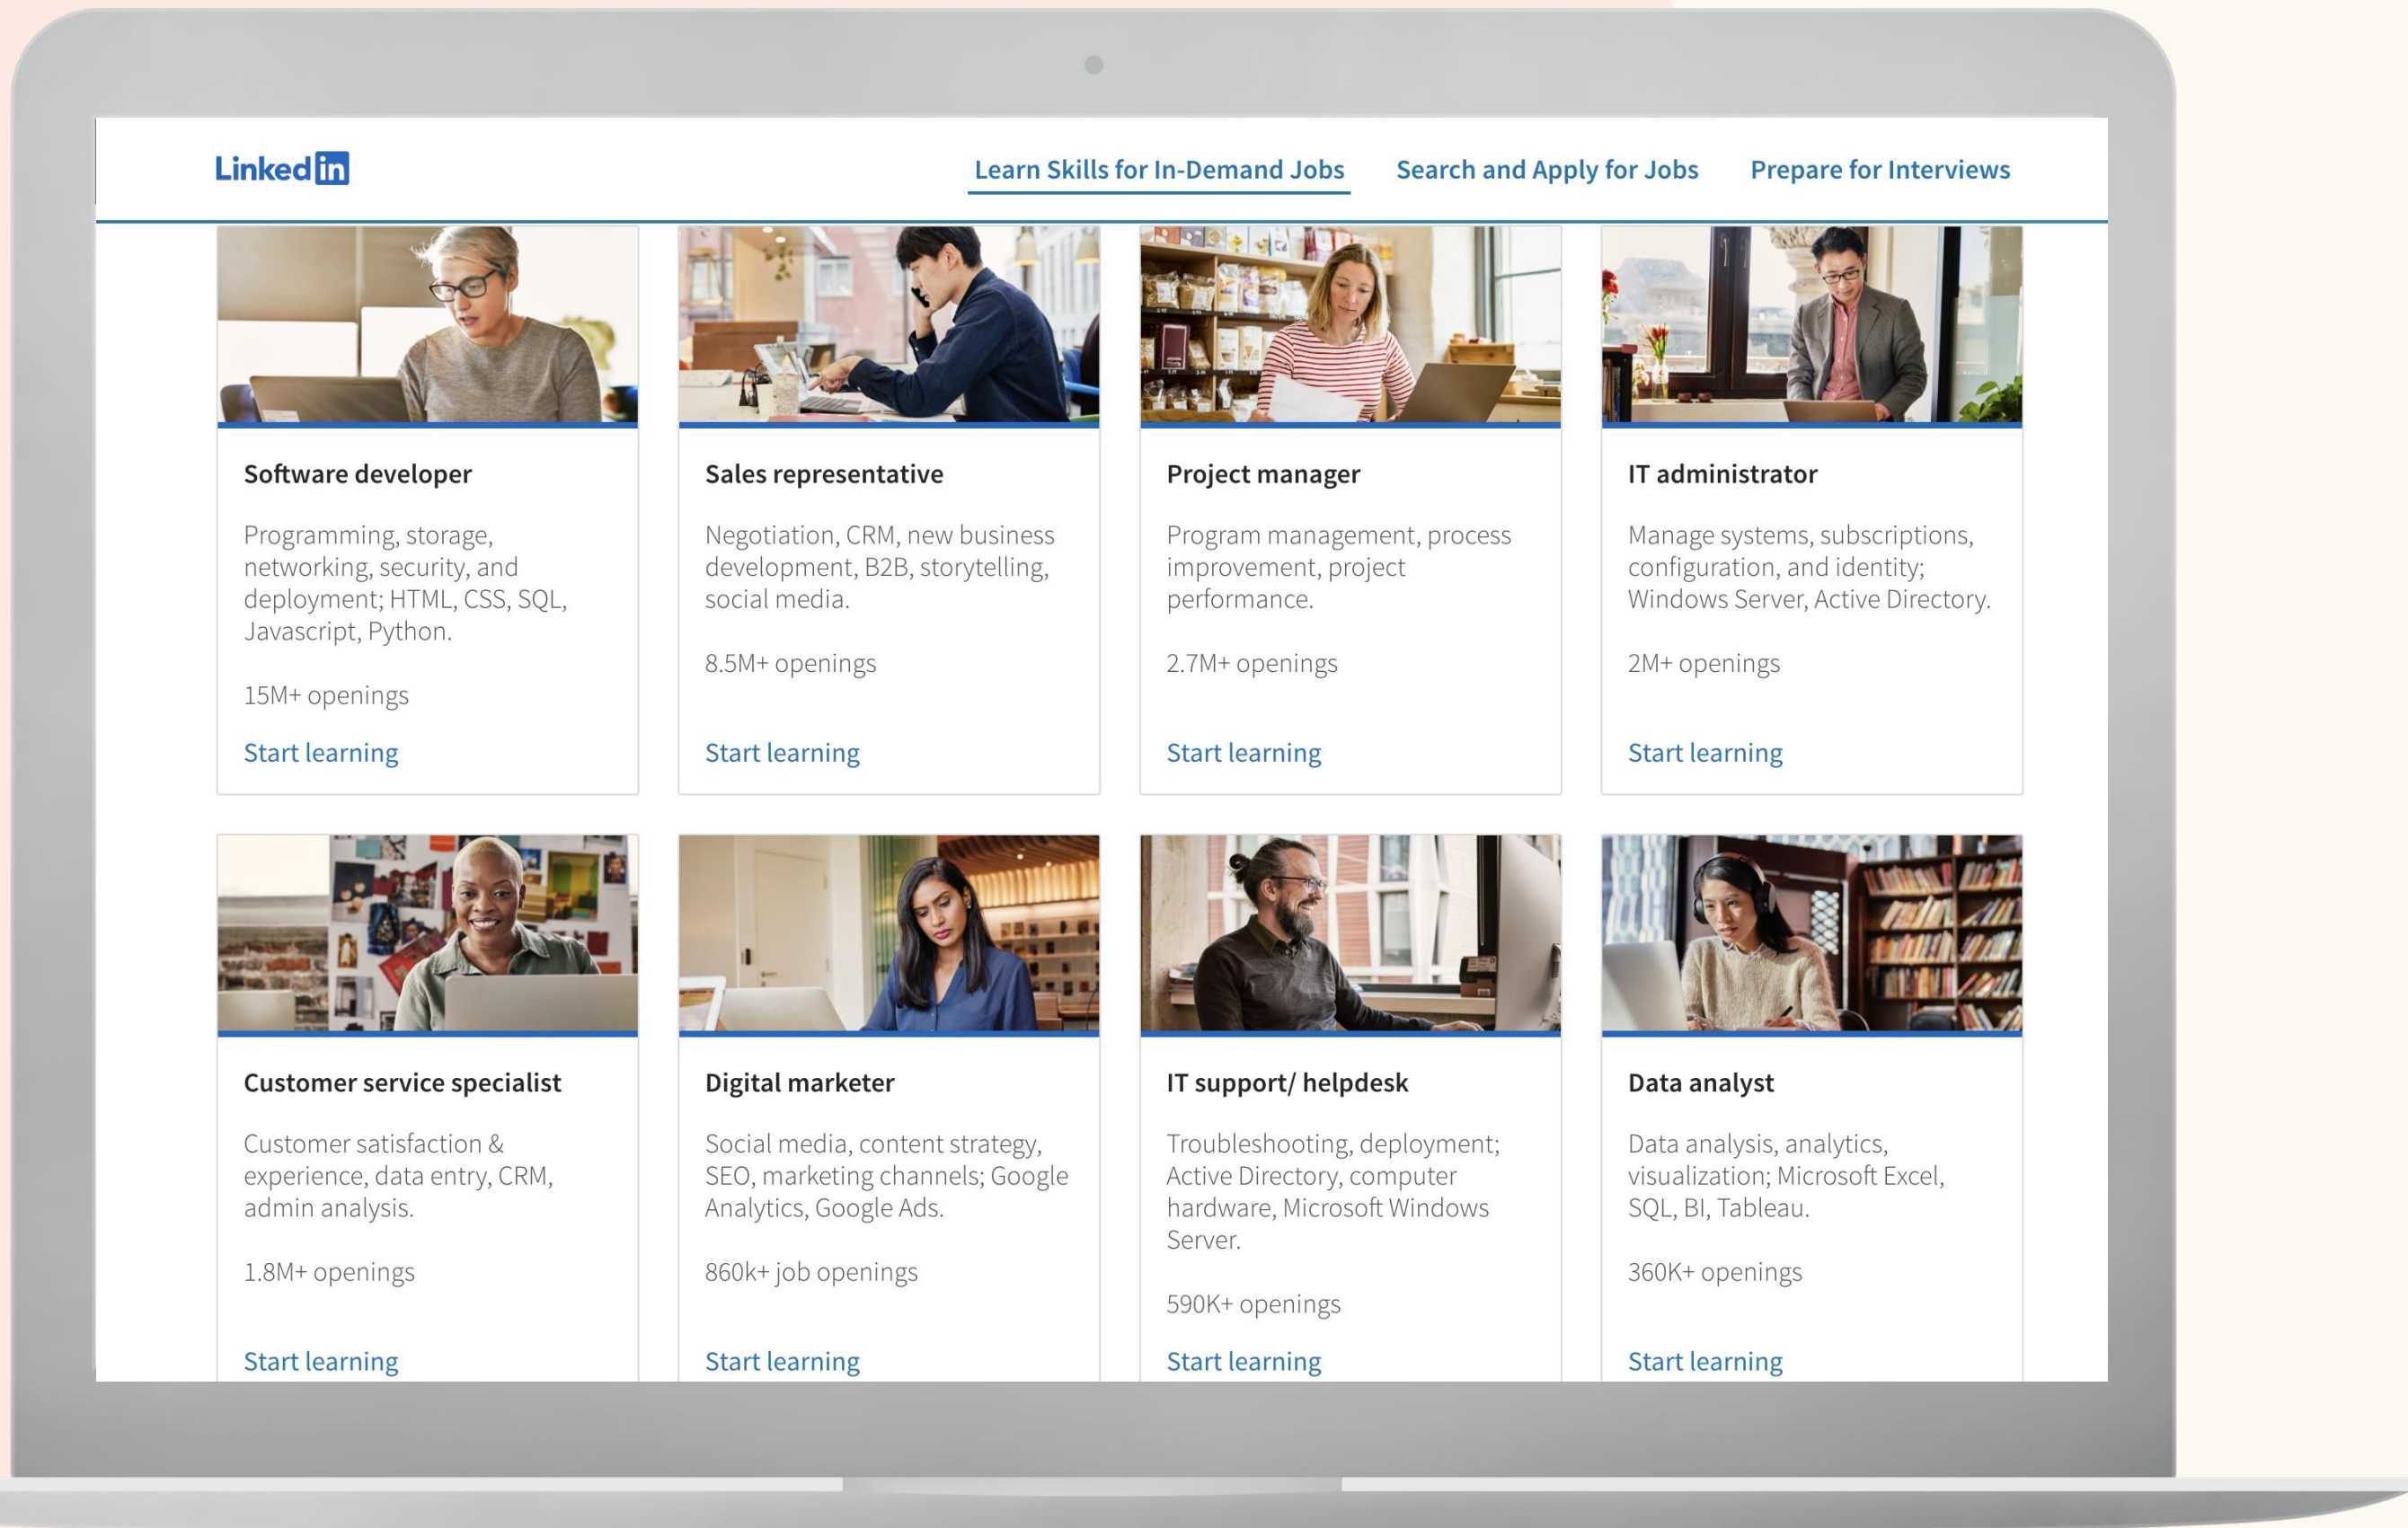 LinkedIn
Learn Skills for In-Demand Jobs
Search and Apply for Jobs
Prepare for Interviews
Software developer
Programming, storage,
networking, security, and
deployment; HTML, CSS, SQL,
Javascript, Python.
15M+ openings
Start learning
Sales representative
Negotiation, CRM, new business
development, B2B, storytelling,
social media.
8.5M+ openings
Start learning
Project manager
Program management, process
improvement, project
performance.
2.7M+ openings
Start learning
IT administrator
Manage systems, subscriptions,
configuration, and identity;
Windows Server, Active Directory.
2M+ openings
Start learning
Customer service specialist
Customer satisfaction &
experience, data entry, CRM,
admin analysis.
1.8M+ openings
Start learning
Digital marketer
Social media, content strategy,
SEO, marketing channels; Google
Analytics, Google Ads.
860k+ job openings
Start learning
IT support/ helpdesk
Troubleshooting, deployment;
Active Directory, computer
hardware, Microsoft Windows
Server.
590K+ openings
Start learning
Data analyst
Data analysis, analytics,
visualization; Microsoft Excel,
SQL, BI, Tableau.
360K+ openings
Start learning